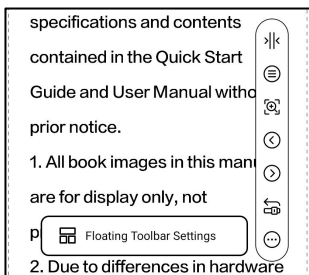 specifications and contents
contained in the Quick Start
Guide and User Manual witho
prior notice.
1. All book images in this man
are for display only, not
p
Floating Toolbar Settings
2. Due to differences in hardware